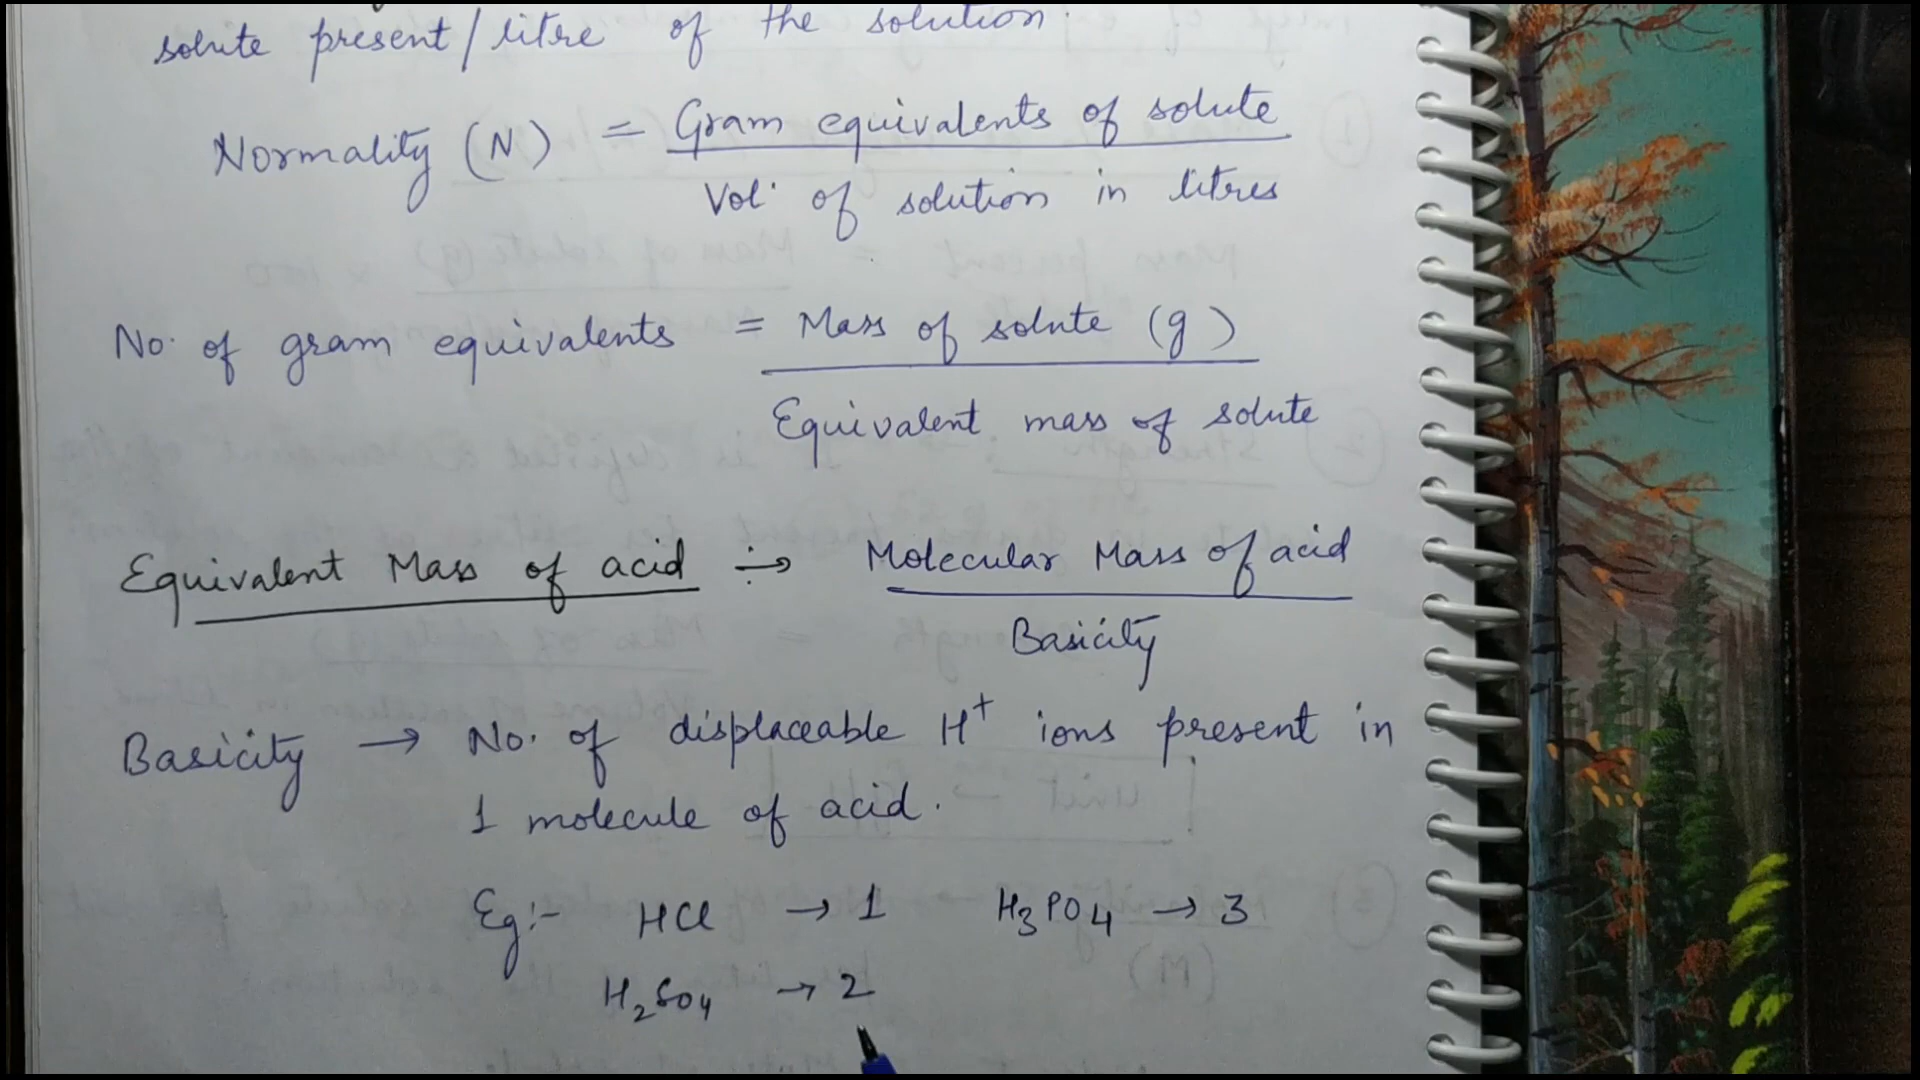 solute present/litre of the solution.
Normality (N) = Gram equivalents of solute
Vol. of solution in litres
No. of gram equivalents = Mass of solute (g)
Equivalent mass of solute
Equivalent Mass of acid :→ Molecular Mass of acid
Basicity
Basicity → No. of displaceable H⁺ ions present in
1 molecule of acid.
Eg:- HCl → 1 H₃PO₄ → 3
H₂SO₄ → 2